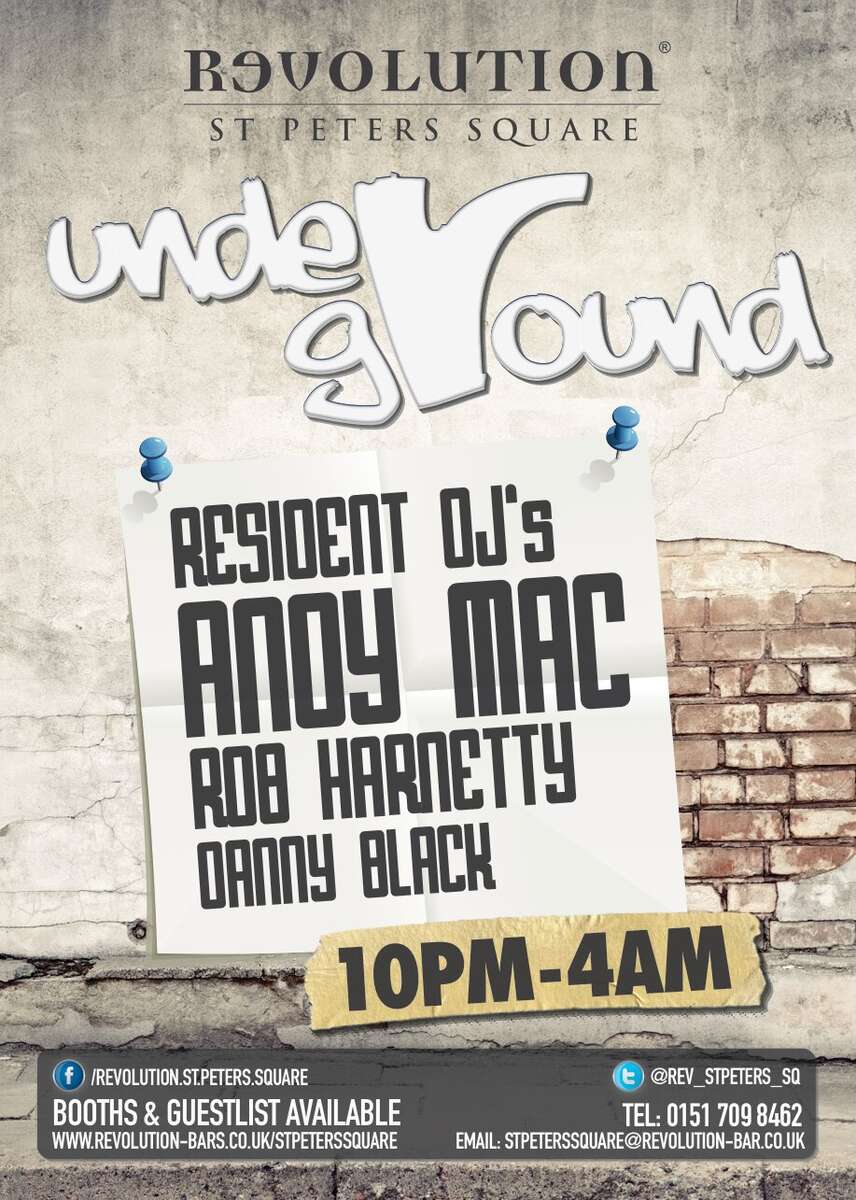 REVOLUTION®
ST PETERS SQUARE
underground
RESIDENT DJ's
ANDY MAC
ROB HARNETTY
DANNY BLACK
10PM-4AM
f /REVOLUTION.ST.PETERS.SQUARE
t @REV_STPETERS_SQ
BOOTHS & GUESTLIST AVAILABLE
TEL: 0151 709 8462
WWW.REVOLUTION-BARS.CO.UK/STPETERSSQUARE
EMAIL: STPETERSSQUARE@REVOLUTION-BAR.CO.UK